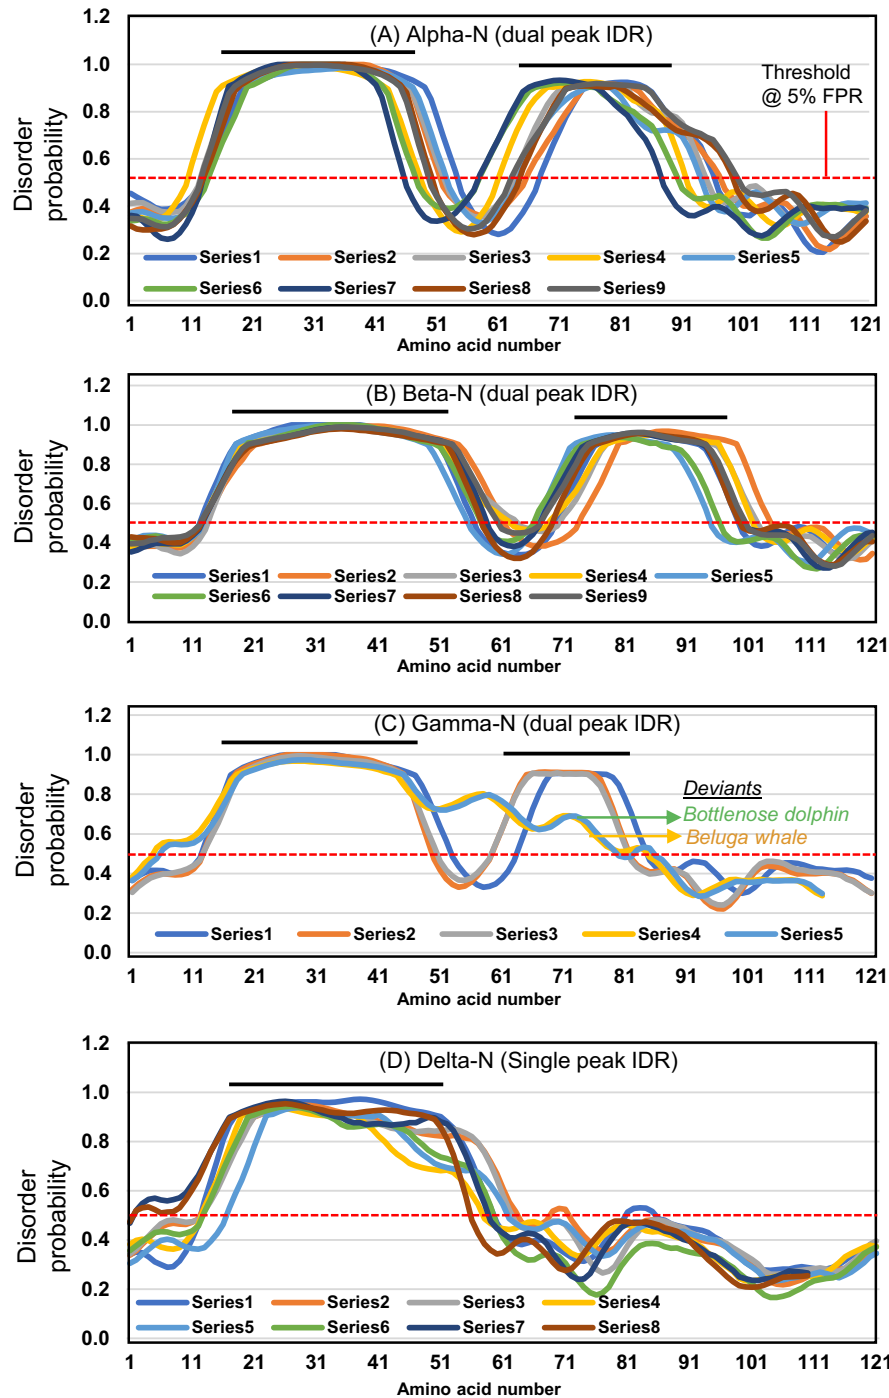 (A) Alpha-N (dual peak IDR)
1.2
1.0
0.8
0.6
0.4
0.2
0.0
Disorder
probability
Threshold
@ 5% FPR
Series1 Series2 Series3 Series4 Series5
Series6 Series7 Series8 Series9
1 11 21 31 41 51 61 71 81 91 101 111 121
Amino acid number
(B) Beta-N (dual peak IDR)
1.2
1.0
0.8
0.6
0.4
0.2
0.0
Disorder
probability
Series1 Series2 Series3 Series4 Series5
Series6 Series7 Series8 Series9
1 11 21 31 41 51 61 71 81 91 101 111 121
Amino acid number
(C) Gamma-N (dual peak IDR)
1.2
1.0
0.8
0.6
0.4
0.2
0.0
Disorder
probability
Deviants
Bottlenose dolphin
Beluga whale
Series1 Series2 Series3 Series4 Series5
1 11 21 31 41 51 61 71 81 91 101 111 121
Amino acid number
(D) Delta-N (Single peak IDR)
1.2
1.0
0.8
0.6
0.4
0.2
0.0
Disorder
probability
Series1 Series2 Series3 Series4
Series5 Series6 Series7 Series8
1 11 21 31 41 51 61 71 81 91 101 111 121
Amino acid number